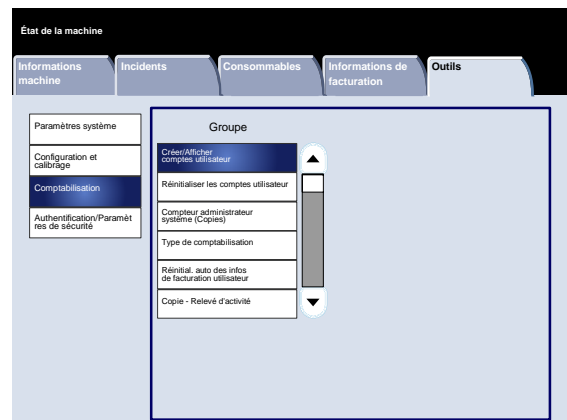 État de la machine
Informations
machine
Incidents
Consommables
Informations de
facturation
Outils
Paramètres système
Configuration et
calibrage
Comptabilisation
Authentification/Paramèt
res de sécurité
Groupe
Créer/Afficher
comptes utilisateur
Réinitialiser les comptes utilisateur
Compteur administrateur
système (Copies)
Type de comptabilisation
Réinitial. auto des infos
de facturation utilisateur
Copie - Relevé d'activité